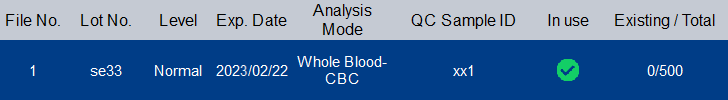 File No. Lot No. Level Exp. Date Analysis Mode QC Sample ID In use Existing / Total
1 se33 Normal 2023/02/22 Whole Blood-CBC xx1 0/500